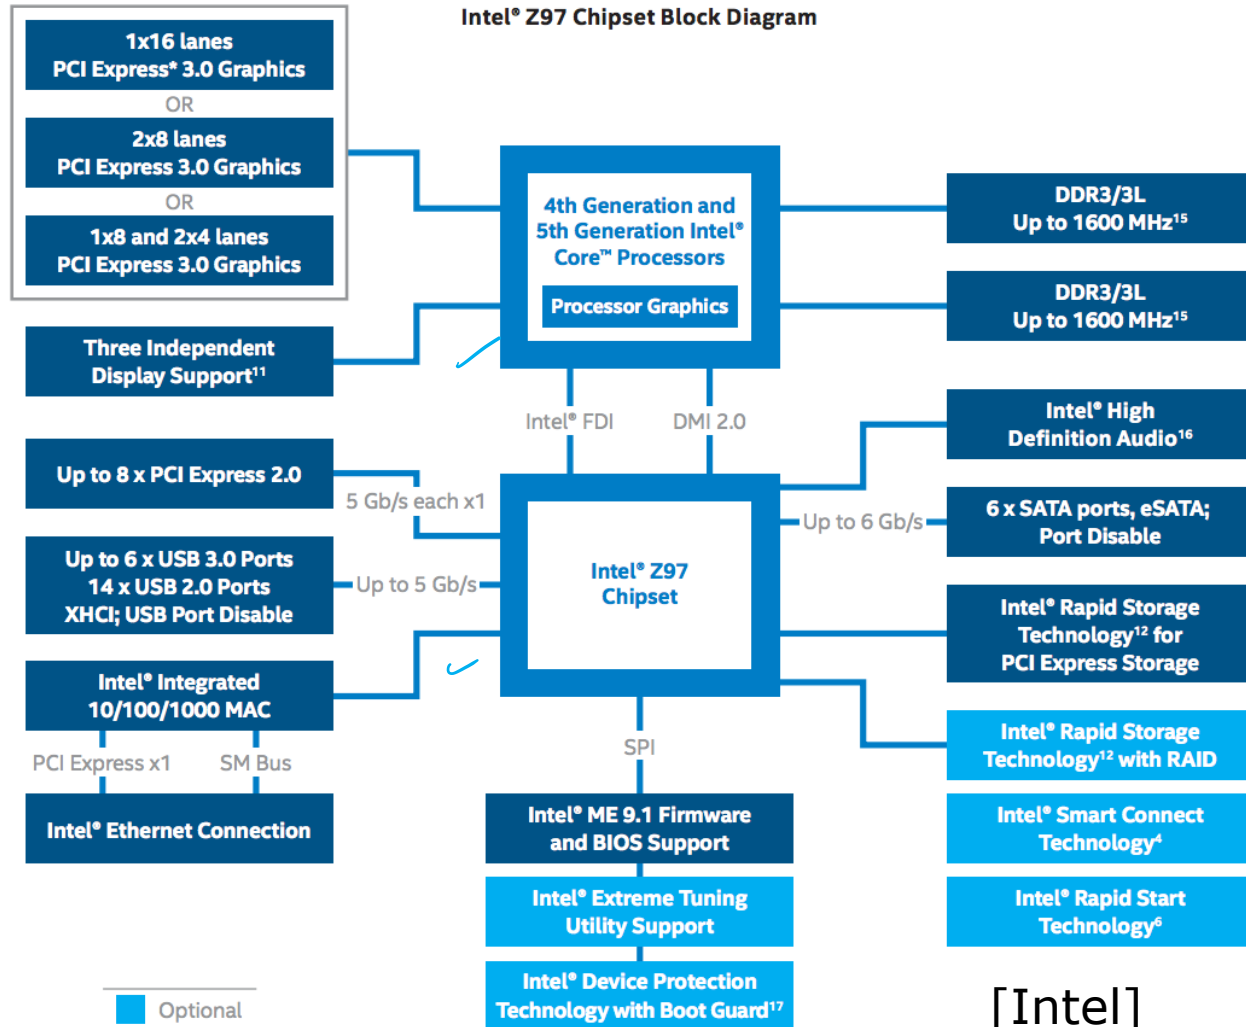 Intel® Z97 Chipset Block Diagram
1x16 lanes
PCI Express* 3.0 Graphics
OR
2x8 lanes
PCI Express 3.0 Graphics
OR
1x8 and 2x4 lanes
PCI Express 3.0 Graphics
Three Independent
Display Support¹¹
4th Generation and
5th Generation Intel®
Core™ Processors
Processor Graphics
DDR3/3L
Up to 1600 MHz¹⁵
DDR3/3L
Up to 1600 MHz¹⁵
Intel® FDI
DMI 2.0
Up to 8 x PCI Express 2.0
5 Gb/s each x1
Up to 6 x USB 3.0 Ports
14 x USB 2.0 Ports
XHCI; USB Port Disable
Up to 5 Gb/s
Intel® Integrated
10/100/1000 MAC
PCI Express x1
SM Bus
Intel® Ethernet Connection
Intel® Z97
Chipset
Intel® High
Definition Audio¹⁶
Up to 6 Gb/s
6 x SATA ports, eSATA;
Port Disable
Intel® Rapid Storage
Technology¹² for
PCI Express Storage
Intel® Rapid Storage
Technology¹² with RAID
Intel® Smart Connect
Technology⁴
Intel® Rapid Start
Technology⁶
SPI
Intel® ME 9.1 Firmware
and BIOS Support
Intel® Extreme Tuning
Utility Support
Intel® Device Protection
Technology with Boot Guard¹⁷
Optional
[Intel]